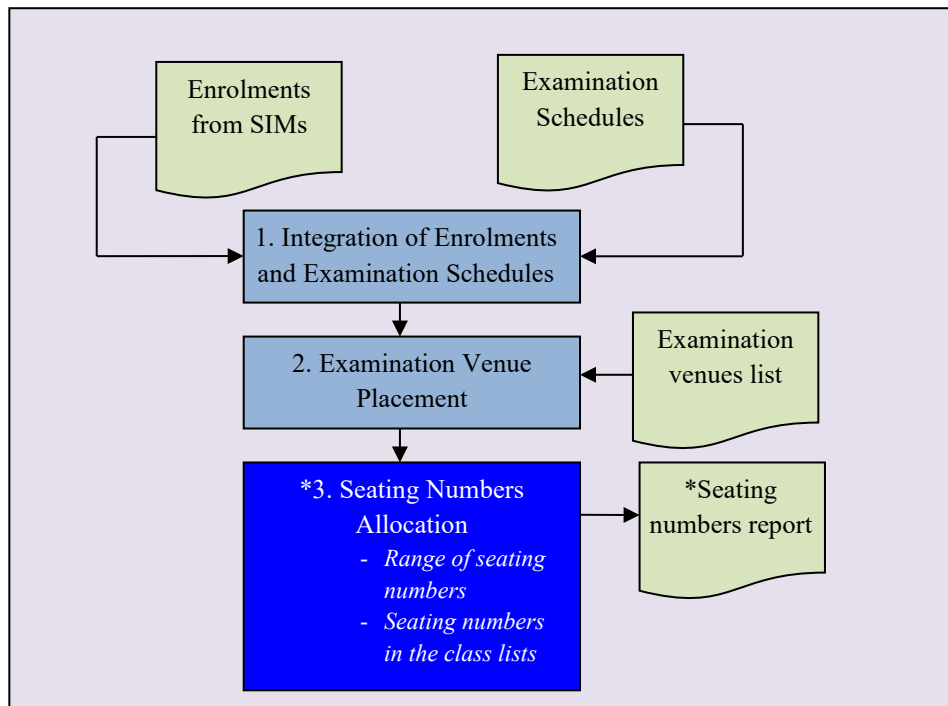 Enrolments
from SIMs
Examination
Schedules
1. Integration of Enrolments
and Examination Schedules
2. Examination Venue
Placement
Examination
venues list
*3. Seating Numbers
Allocation
- Range of seating
numbers
- Seating numbers
in the class lists
*Seating
numbers report